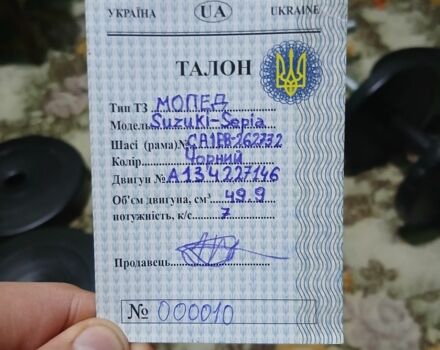 УКРАЇНА UA UKRAINE
ТАЛОН
Тип ТЗ МОПЕД
Модель Suzuki-Sepia
Шасі (рама)№ CA1EB-262732
Колір Чорний
Двигун № A134227146
Об'єм двигуна, см³ 49.9
потужність, к/с 7
Продавець
№ 000010